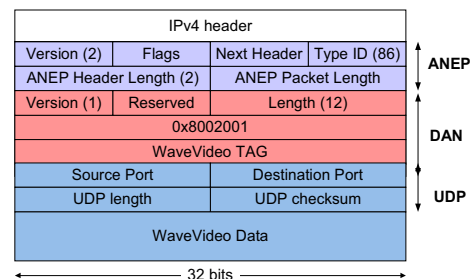 IPv4 header
Version (2) Flags Next Header Type ID (86)
ANEP
ANEP Header Length (2) ANEP Packet Length
Version (1) Reserved Length (12)
0x8002001
DAN
WaveVideo TAG
Source Port Destination Port
UDP
UDP length UDP checksum
WaveVideo Data
32 bits